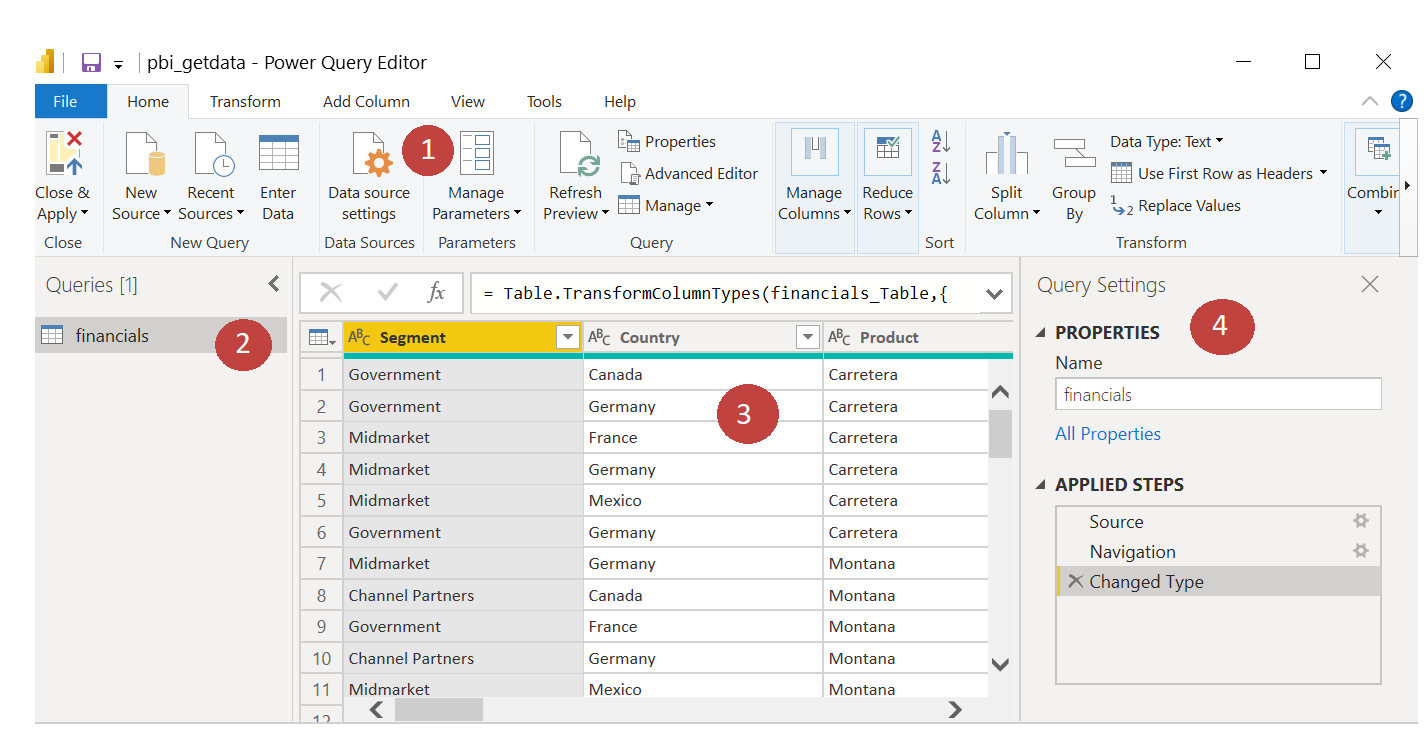 pbi_getdata - Power Query Editor
File Home Transform Add Column View Tools Help ?
1
Close & Apply
New Source
Recent Sources
Enter Data
Data source settings
Manage Parameters
Refresh Preview
Properties
Advanced Editor
Manage
Manage Columns
Reduce Rows
A Z
Z A
Split Column
Group By
Data Type: Text
Use First Row as Headers
1 2 Replace Values
Combin
Close New Query Data Sources Parameters Query Sort Transform
Queries [1]
financials
2
fx = Table.TransformColumnTypes(financials_Table,{
ABC Segment ABC Country ABC Product
1 Government Canada Carretera
2 Government Germany Carretera
3
3 Midmarket France Carretera
4 Midmarket Germany Carretera
5 Midmarket Mexico Carretera
6 Government Germany Carretera
7 Midmarket Germany Montana
8 Channel Partners Canada Montana
9 Government France Montana
10 Channel Partners Germany Montana
11 Midmarket Mexico Montana
12
Query Settings
4
PROPERTIES
Name
financials
All Properties
APPLIED STEPS
Source
Navigation
Changed Type